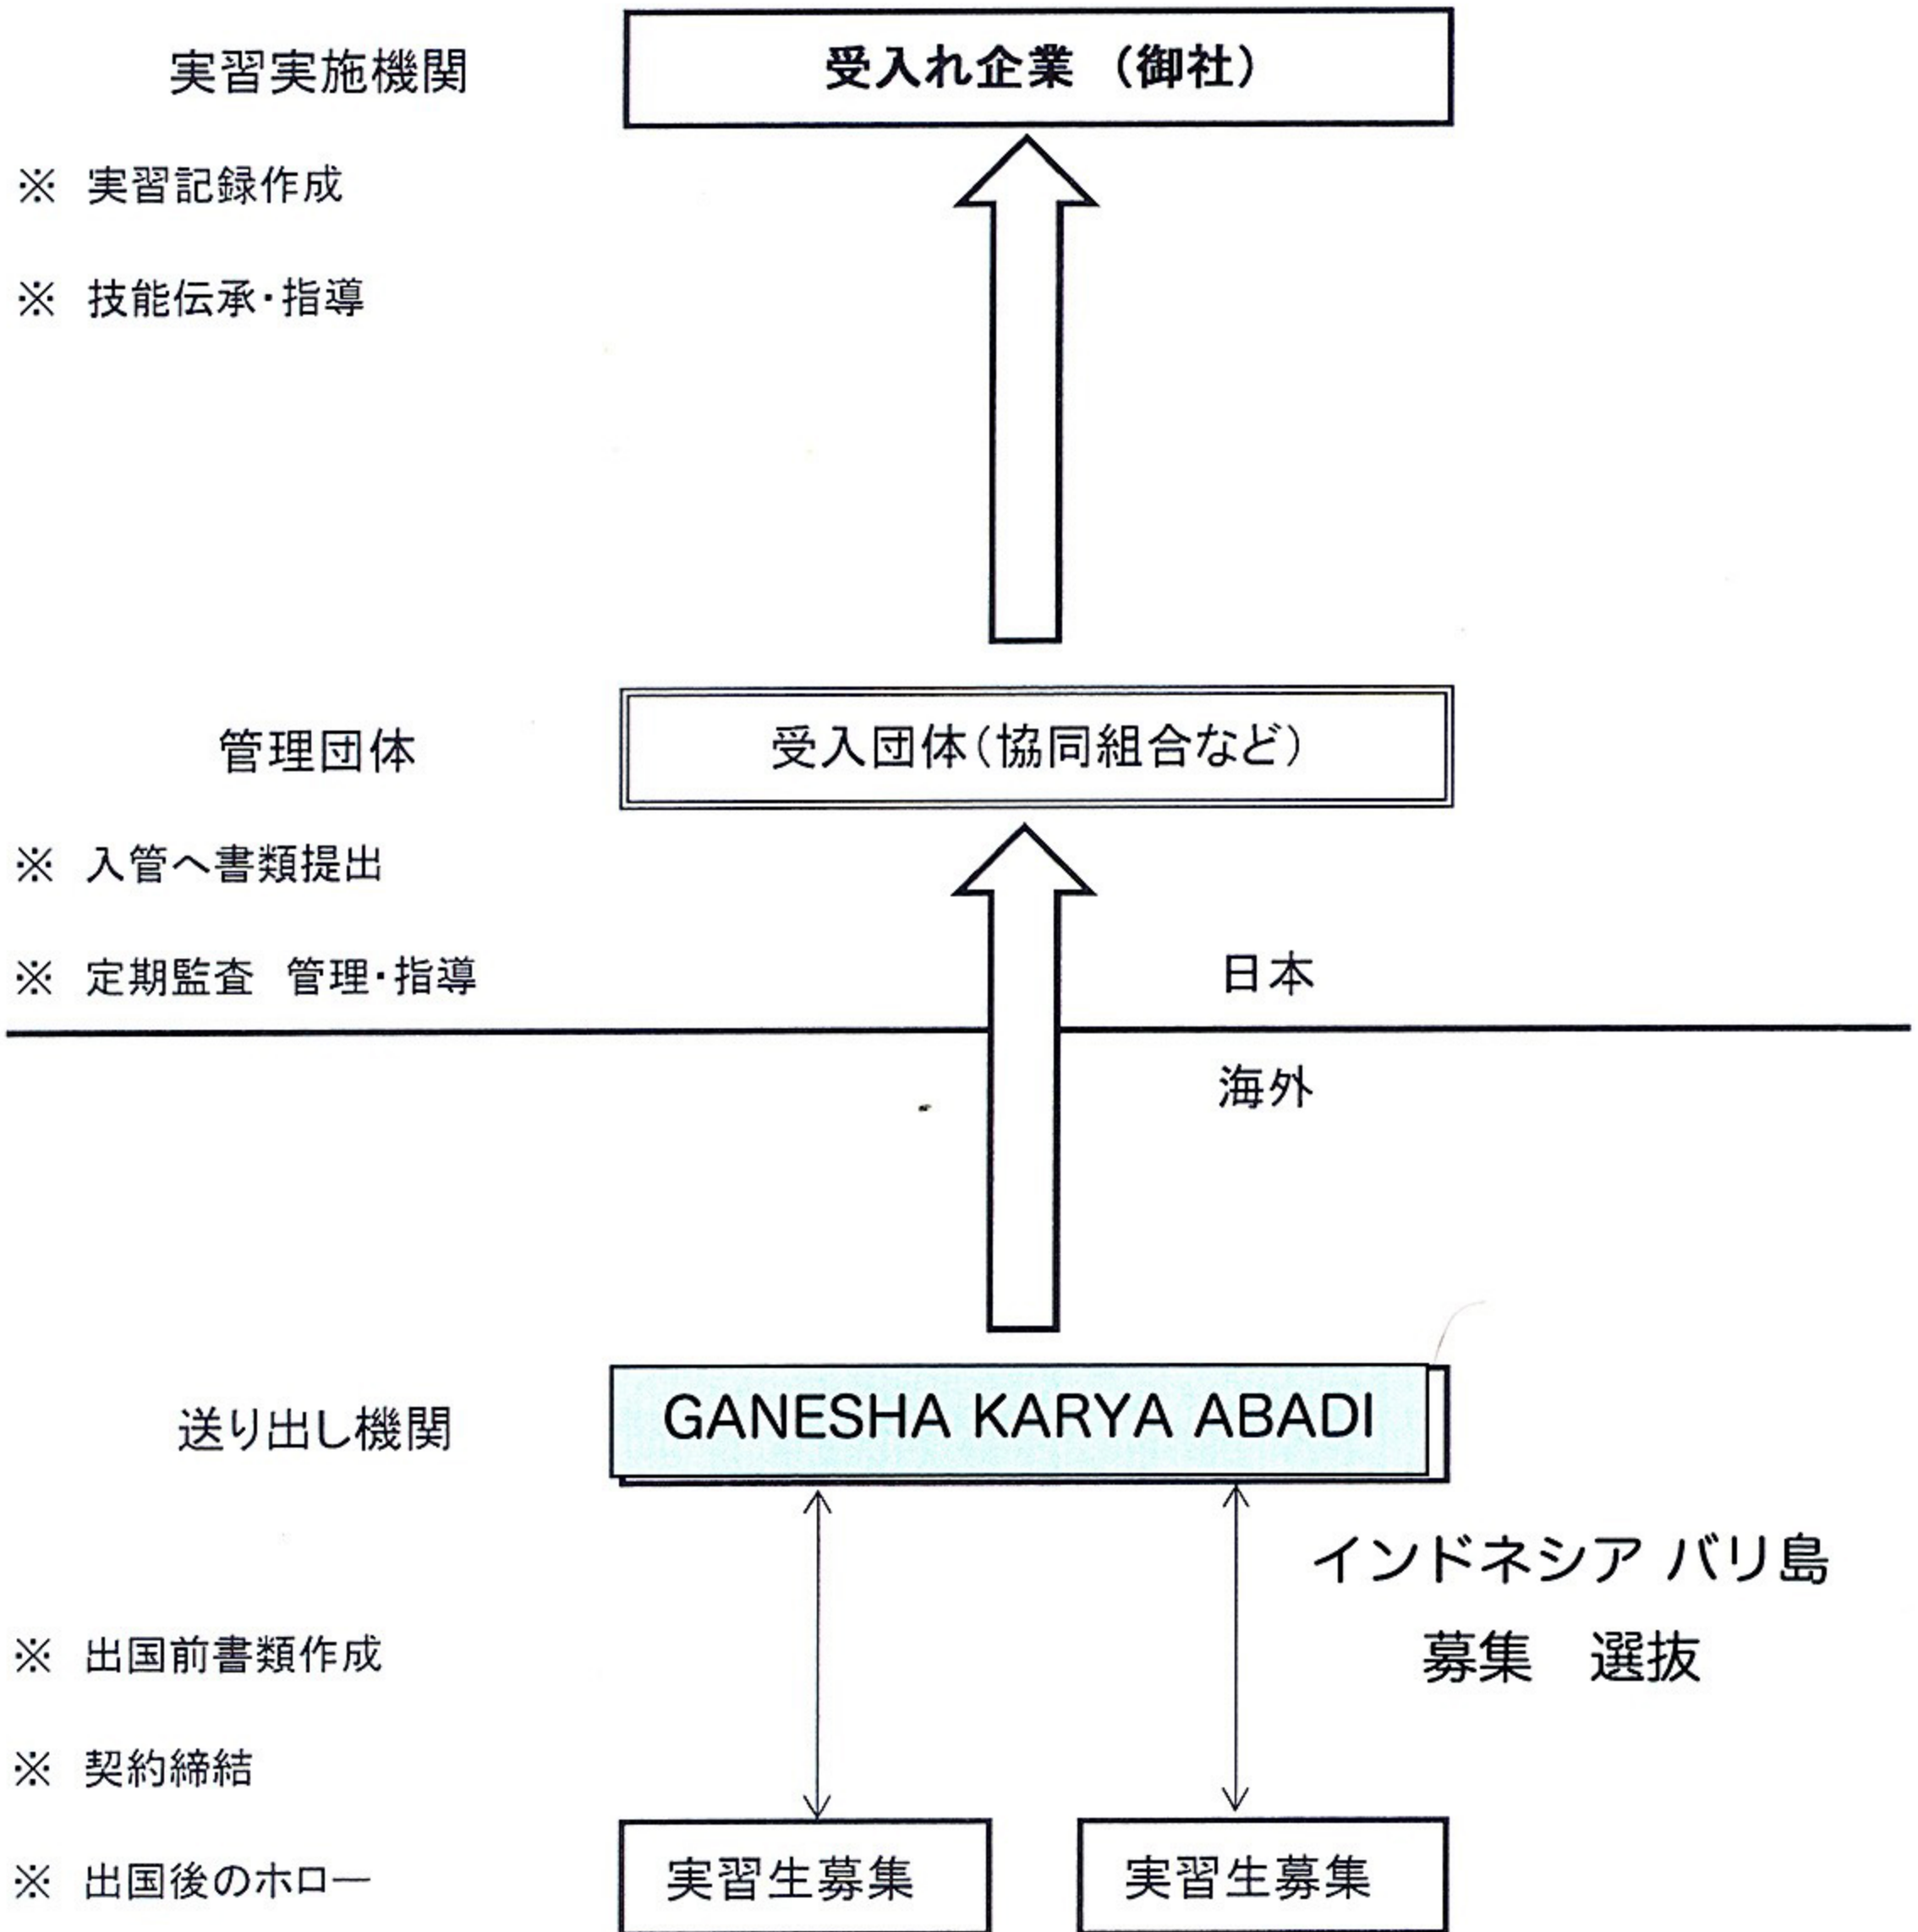 実習実施機関
受入れ企業 (御社)
※ 実習記録作成
※ 技能伝承・指導
管理団体
受入団体(協同組合など)
※ 入管へ書類提出
※ 定期監査 管理・指導
日本
海外
送り出し機関
GANESHA KARYA ABADI
インドネシア バリ島
募集 選抜
※ 出国前書類作成
※ 契約締結
※ 出国後のホロー
実習生募集
実習生募集